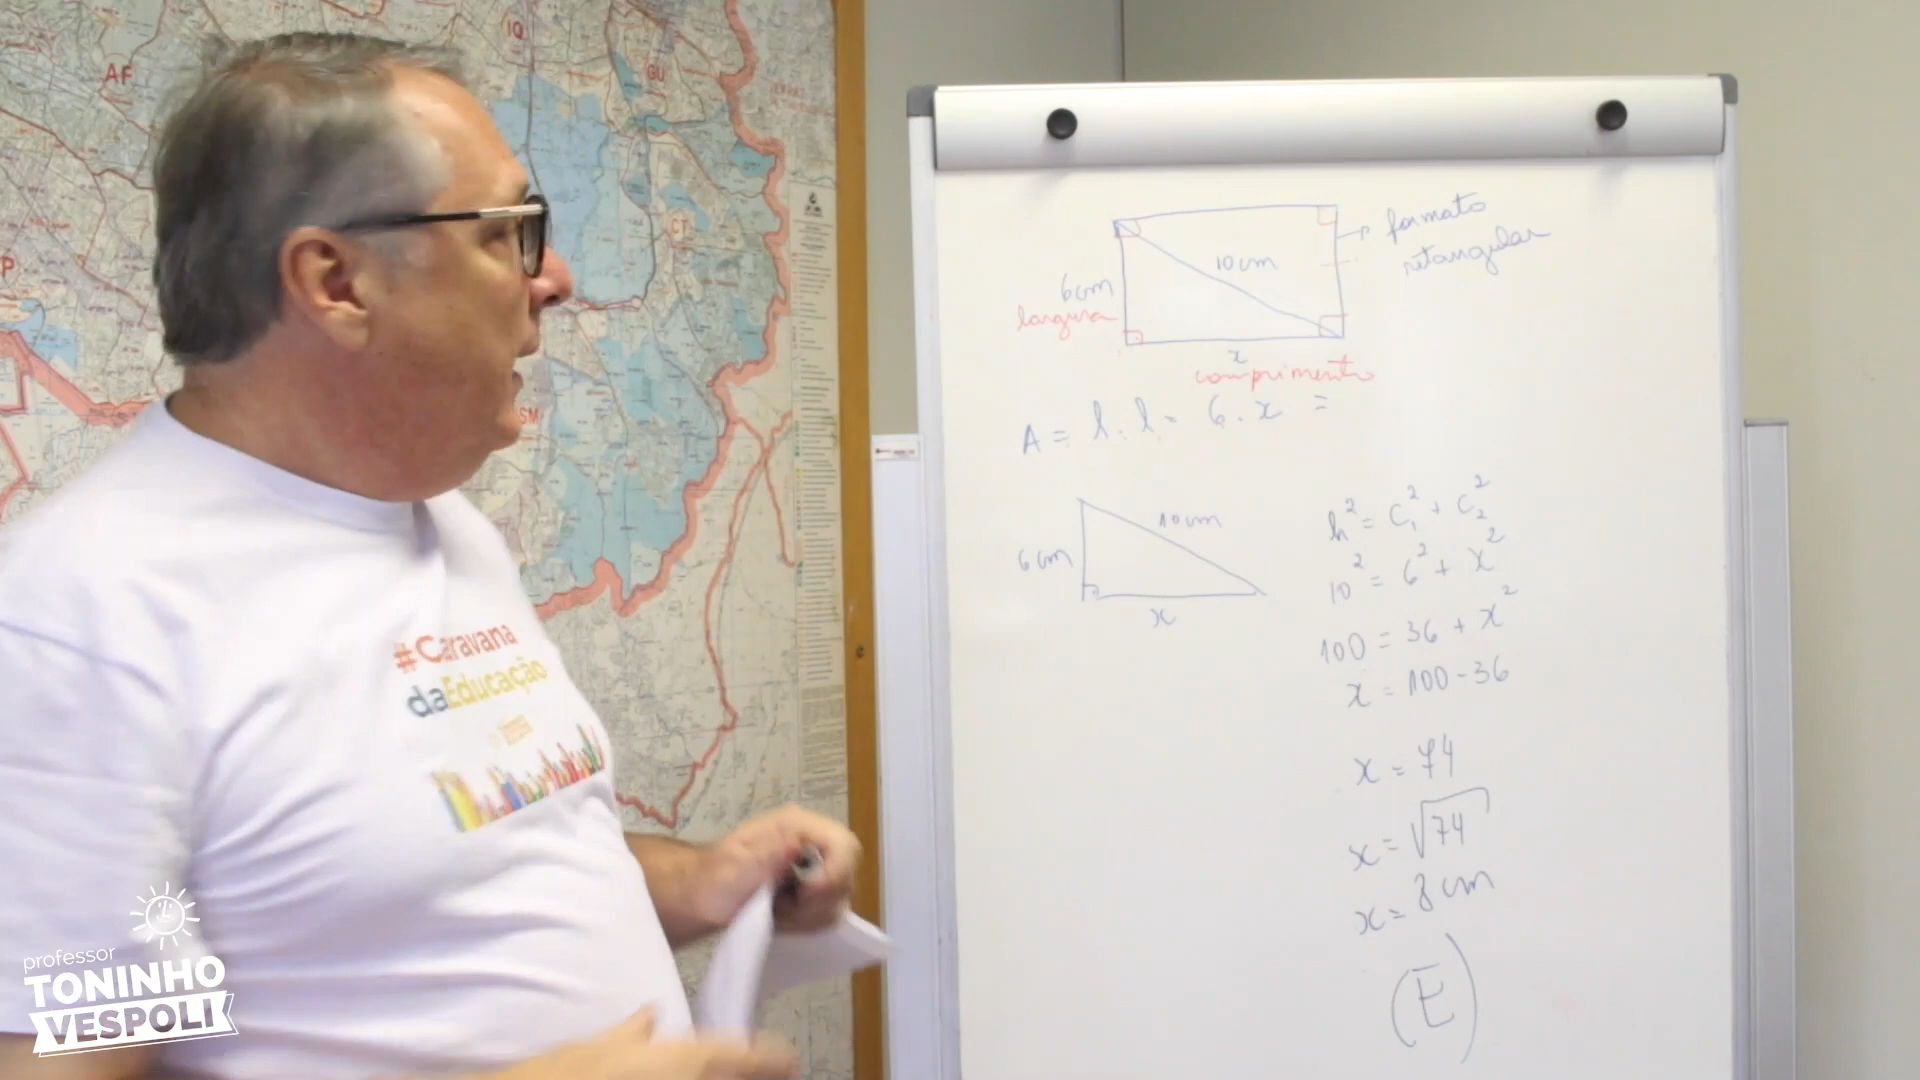 AF
IQ
GU
CT
P
SM
#Caravana
daEducação
professor
TONINHO
VESPOLI
formato
retangular
10 cm
6 cm
largura
x
comprimento
A = l . l = 6 . x =
10 cm
6 cm
x
h² = C₁² + C₂²
10² = 6² + x²
100 = 36 + x²
x = 100 - 36
x = 74
x = √74
x = 8 cm
(E)